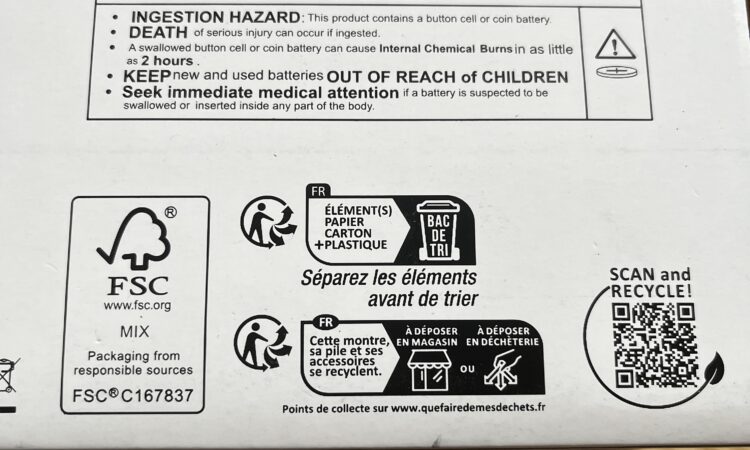 • INGESTION HAZARD: This product contains a button cell or coin battery.
• DEATH of serious injury can occur if ingested.
• A swallowed button cell or coin battery can cause Internal Chemical Burns in as little
as 2 hours .
• KEEP new and used batteries OUT OF REACH of CHILDREN
• Seek immediate medical attention if a battery is suspected to be
swallowed or inserted inside any part of the body.
FSC®
www.fsc.org
MIX
Packaging from
responsible sources
FSC® C167837
FR
ÉLÉMENT(S)
PAPIER
CARTON
+PLASTIQUE
BAC
DE
TRI
Séparez les éléments
avant de trier
FR
Cette montre,
sa pile et ses
accessoires
se recyclent.
À DÉPOSER
EN MAGASIN
OU
À DÉPOSER
EN DÉCHÈTERIE
Points de collecte sur www.quefairedemesdechets.fr
SCAN and
RECYCLE!